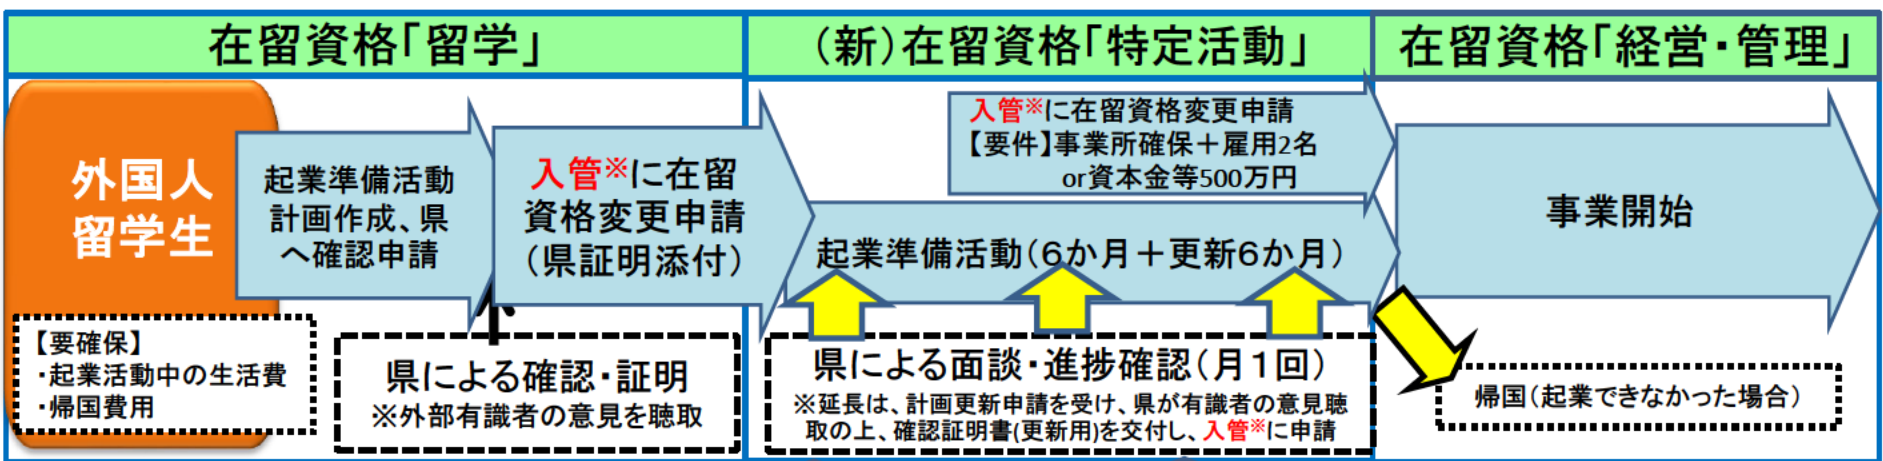 在留資格「留学」
(新)在留資格「特定活動」
在留資格「経営・管理」
外国人
留学生
起業準備活動
計画作成、県
へ確認申請
入管※に在留
資格変更申請
(県証明添付)
入管※に在留資格変更申請
【要件】事業所確保+雇用2名
or資本金等500万円
起業準備活動(6か月+更新6か月)
事業開始
【要確保】
・起業活動中の生活費
・帰国費用
県による確認・証明
※外部有識者の意見を聴取
県による面談・進捗確認(月1回)
※延長は、計画更新申請を受け、県が有識者の意見聴
取の上、確認証明書(更新用)を交付し、入管※に申請
帰国(起業できなかった場合)